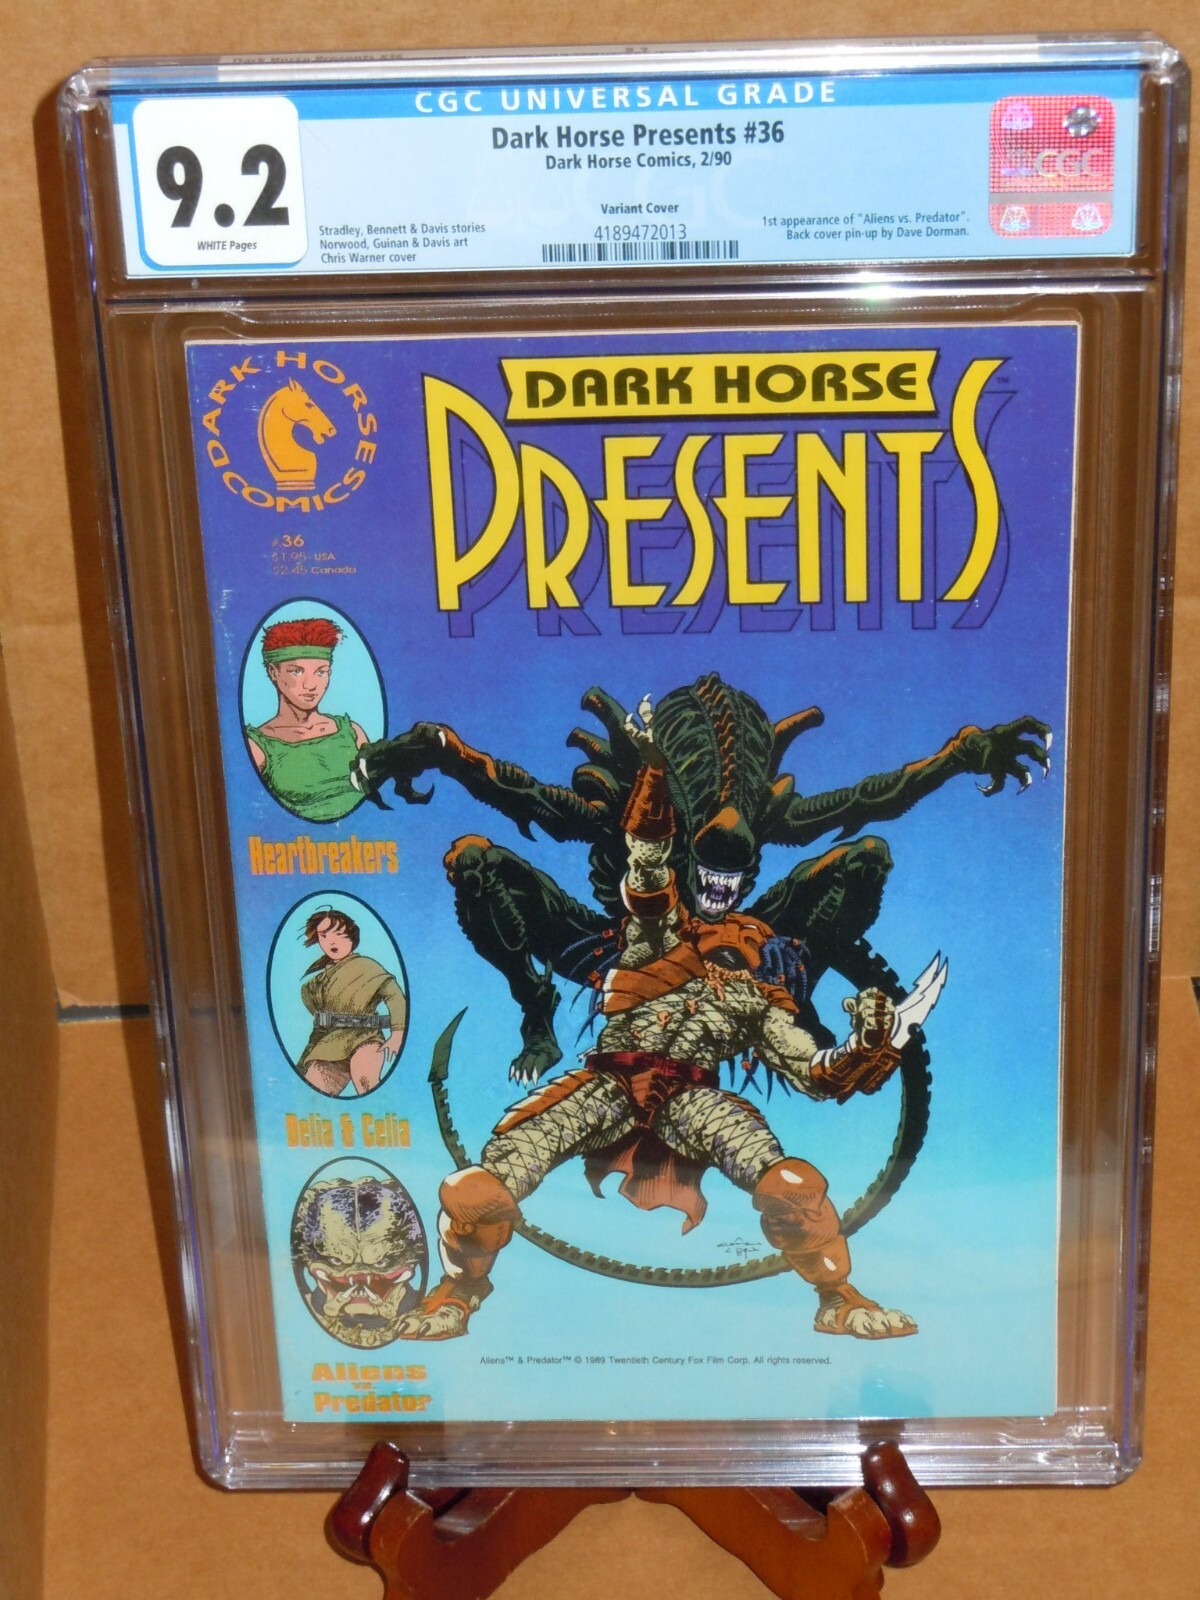 CGC UNIVERSAL GRADE
9.2
WHITE Pages
Dark Horse Presents #36
Dark Horse Comics, 2/90
Variant Cover
4189472013
Stradley, Bennett & Davis stories
Norwood, Guinan & Davis art
Chris Warner cover
1st appearance of "Aliens vs. Predator".
Back cover pin-up by Dave Dorman.
CGC
DARK HORSE COMICS
DARK HORSE
PRESENTS™
#36
$1.95 USA
$2.45 Canada
Heartbreakers
Delia & Celia
Aliens
vs.
Predator
Aliens™ & Predator™ © 1989 Twentieth Century Fox Film Corp. All rights reserved.